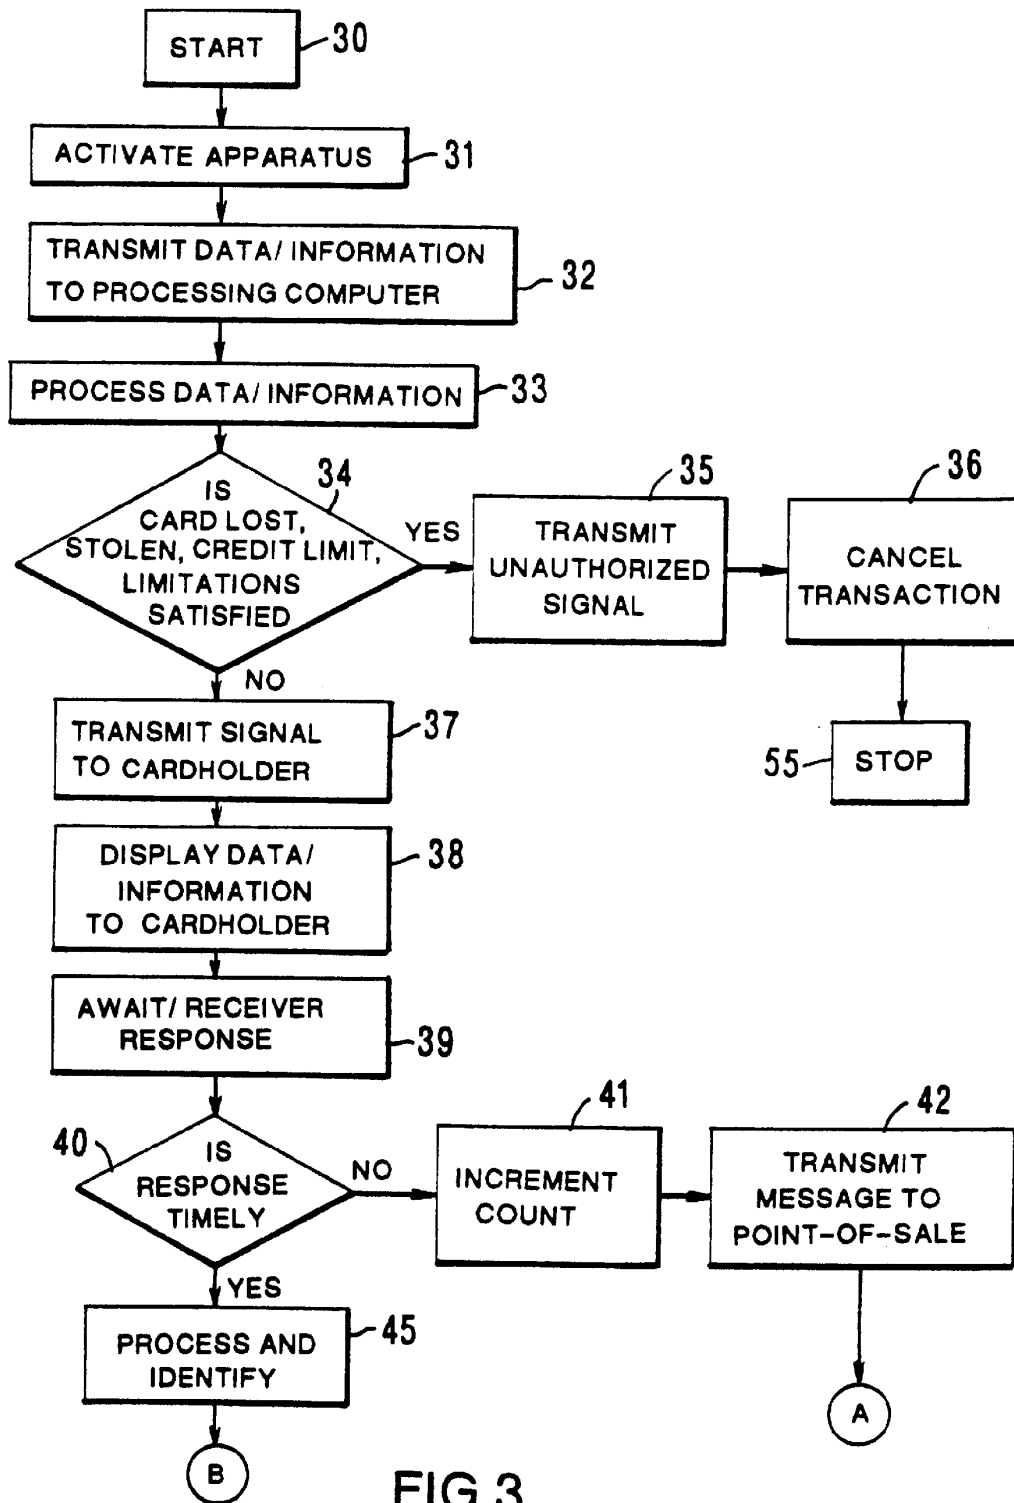 START
30
ACTIVATE APPARATUS
31
TRANSMIT DATA/ INFORMATION
TO PROCESSING COMPUTER
32
PROCESS DATA/ INFORMATION
33
IS
CARD LOST,
STOLEN, CREDIT LIMIT,
LIMITATIONS
SATISFIED
34
YES
TRANSMIT
UNAUTHORIZED
SIGNAL
35
CANCEL
TRANSACTION
36
STOP
55
NO
TRANSMIT SIGNAL
TO CARDHOLDER
37
DISPLAY DATA/
INFORMATION
TO CARDHOLDER
38
AWAIT/ RECEIVER
RESPONSE
39
40
IS
RESPONSE
TIMELY
NO
INCREMENT
COUNT
41
TRANSMIT
MESSAGE TO
POINT-OF-SALE
42
A
YES
PROCESS AND
IDENTIFY
45
B
FIG.3